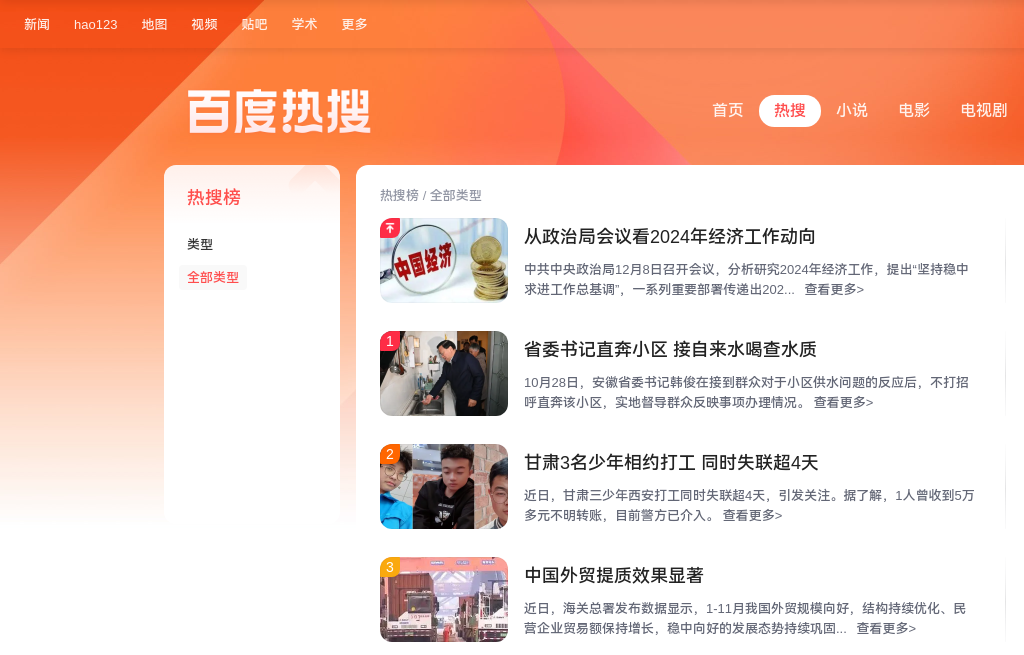 新闻 hao123 地图 视频 贴吧 学术 更多
百度热搜
首页 热搜 小说 电影 电视剧
热搜榜
类型
全部类型
热搜榜 / 全部类型
中国经济
从政治局会议看2024年经济工作动向
中共中央政治局12月8日召开会议，分析研究2024年经济工作，提出“坚持稳中
求进工作总基调”，一系列重要部署传递出202... 查看更多>
1
省委书记直奔小区 接自来水喝查水质
10月28日，安徽省委书记韩俊在接到群众对于小区供水问题的反应后，不打招
呼直奔该小区，实地督导群众反映事项办理情况。 查看更多>
2
甘肃3名少年相约打工 同时失联超4天
近日，甘肃三少年西安打工同时失联超4天，引发关注。据了解，1人曾收到5万
多元不明转账，目前警方已介入。 查看更多>
3
中国外贸提质效果显著
近日，海关总署发布数据显示，1-11月我国外贸规模向好，结构持续优化、民
营企业贸易额保持增长，稳中向好的发展态势持续巩固... 查看更多>